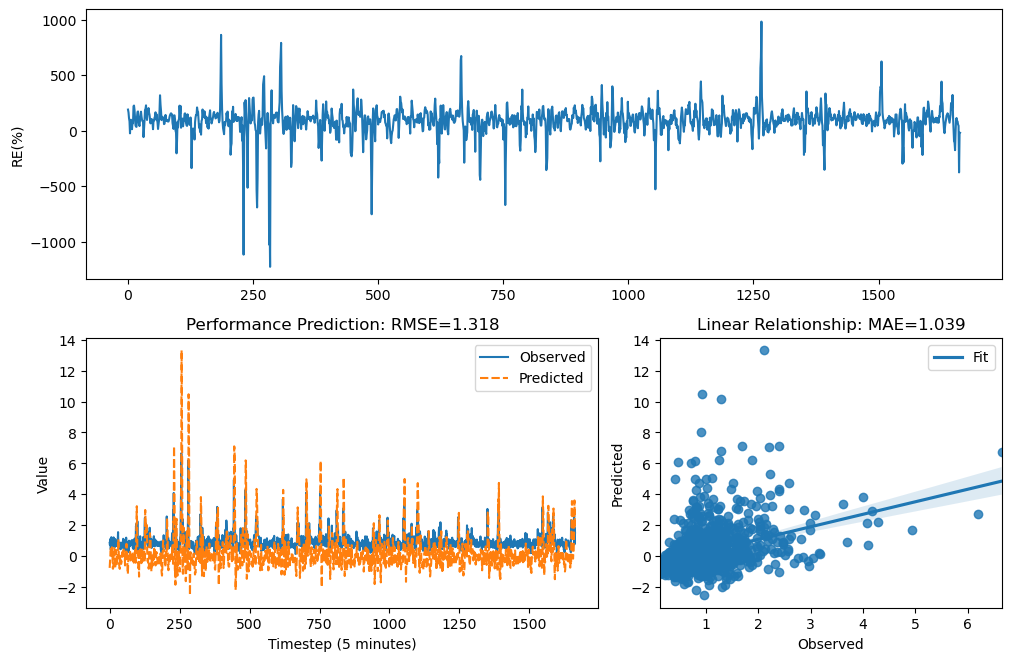 1000
500
0
−500
−1000
RE(%)
0 250 500 750 1000 1250 1500
Performance Prediction: RMSE=1.318
14
12
10
8
6
4
2
0
−2
Value
Observed
Predicted
0 250 500 750 1000 1250 1500
Timestep (5 minutes)
Linear Relationship: MAE=1.039
14
12
10
8
6
4
2
0
−2
Predicted
Fit
1 2 3 4 5 6
Observed